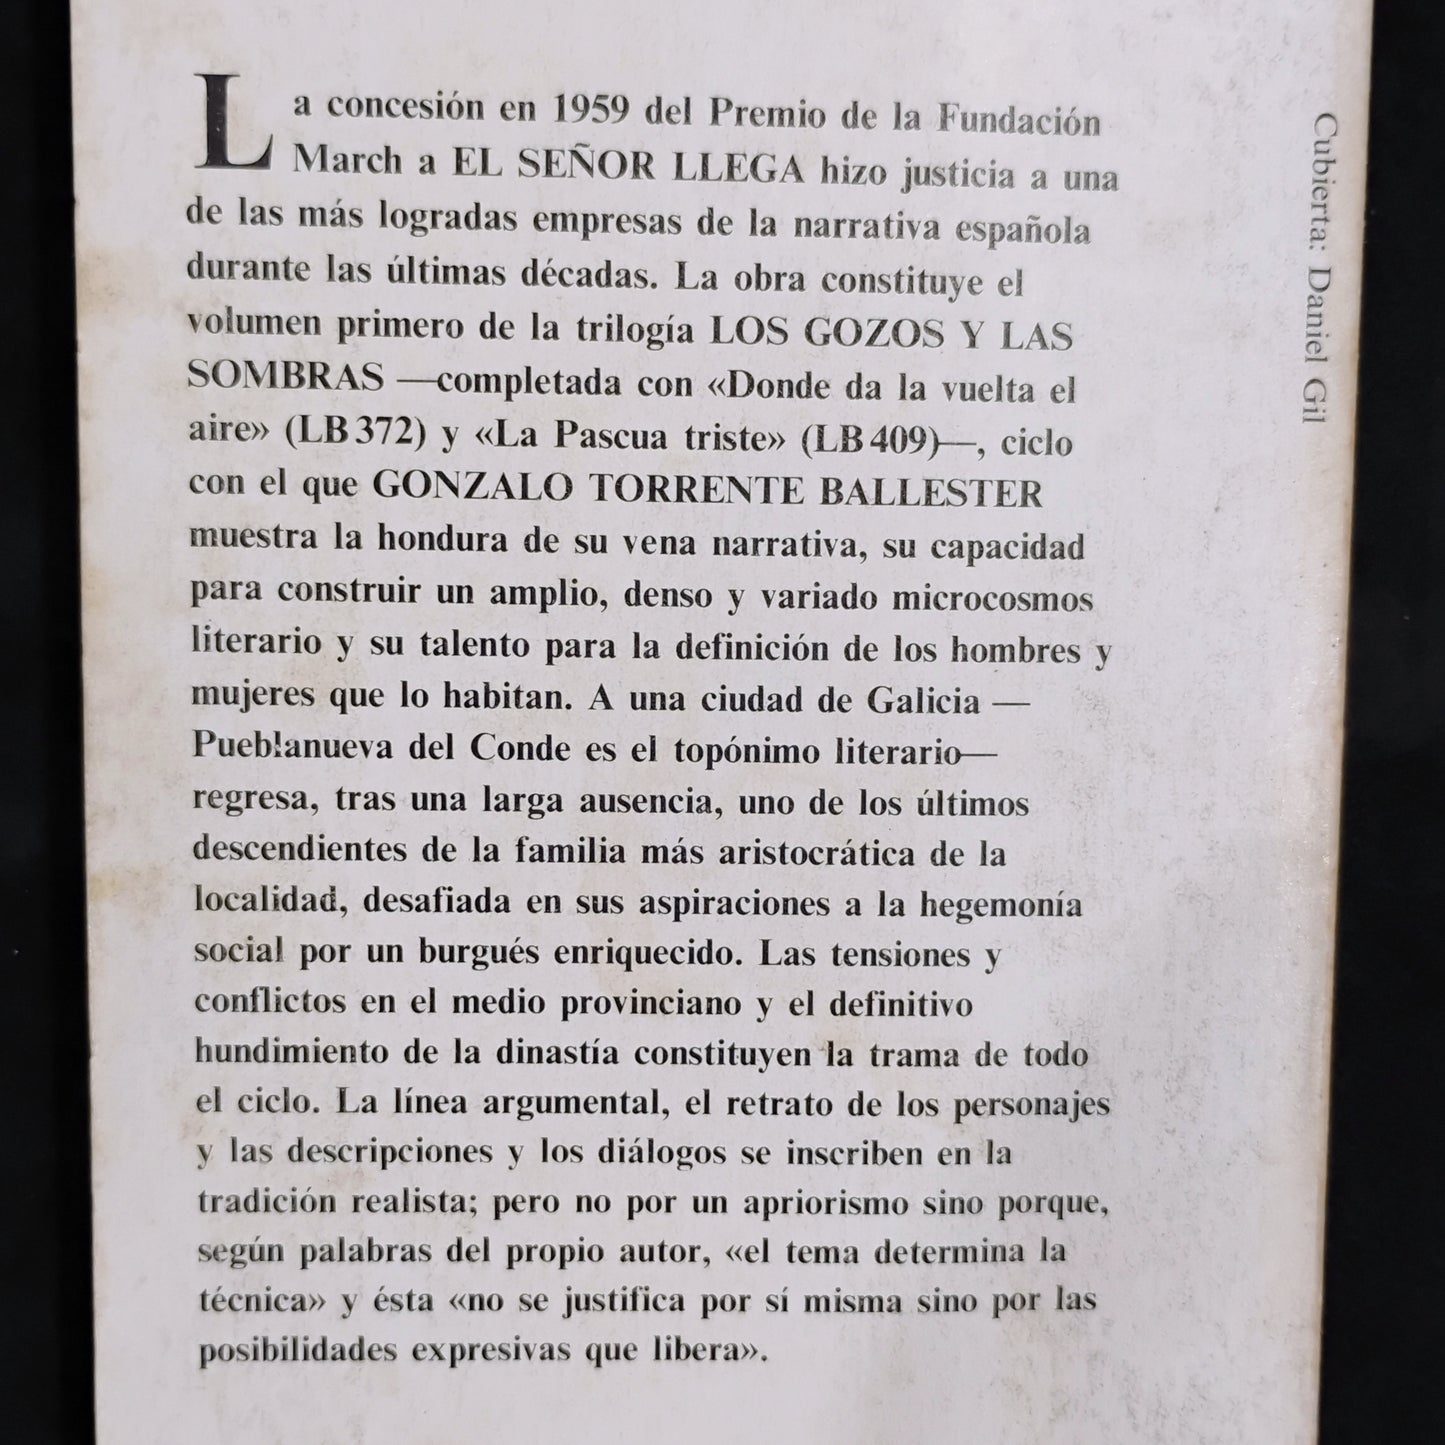 La concesión en 1959 del Premio de la Fundación
March a EL SEÑOR LLEGA hizo justicia a una
de las más logradas empresas de la narrativa española
durante las últimas décadas. La obra constituye el
volumen primero de la trilogía LOS GOZOS Y LAS
SOMBRAS —completada con «Donde da la vuelta el
aire» (LB 372) y «La Pascua triste» (LB 409)—, ciclo
con el que GONZALO TORRENTE BALLESTER
muestra la hondura de su vena narrativa, su capacidad
para construir un amplio, denso y variado microcosmos
literario y su talento para la definición de los hombres y
mujeres que lo habitan. A una ciudad de Galicia —
Pueblanueva del Conde es el topónimo literario—
regresa, tras una larga ausencia, uno de los últimos
descendientes de la familia más aristocrática de la
localidad, desafiada en sus aspiraciones a la hegemonía
social por un burgués enriquecido. Las tensiones y
conflictos en el medio provinciano y el definitivo
hundimiento de la dinastía constituyen la trama de todo
el ciclo. La línea argumental, el retrato de los personajes
y las descripciones y los diálogos se inscriben en la
tradición realista; pero no por un apriorismo sino porque,
según palabras del propio autor, «el tema determina la
técnica» y ésta «no se justifica por sí misma sino por las
posibilidades expresivas que libera».
Cubierta: Daniel Gil